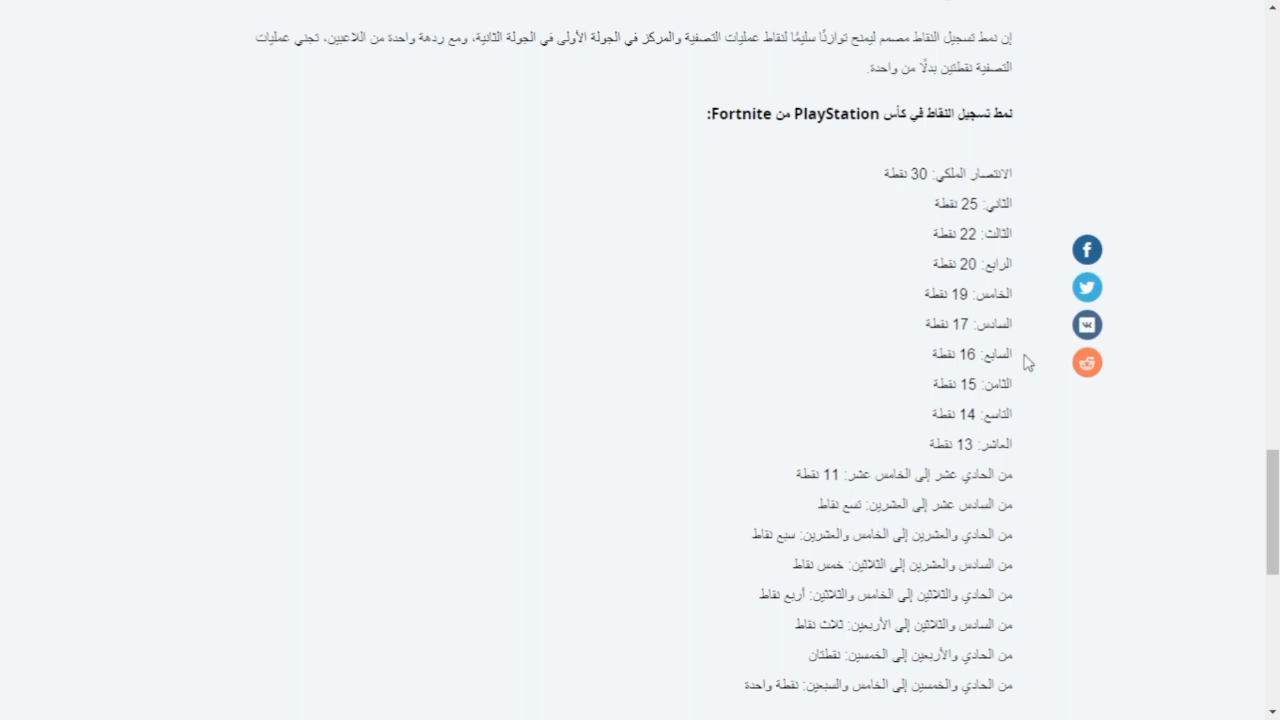 إن نمط تسجيل النقاط مصمم ليمنح توازنًا سليمًا لنقاط عمليات التصفية والمركز في الجولة الأولى في الجولة الثانية، ومع ردهة واحدة من اللاعبين، تجني عمليات
التصفية نقطتين بدلًا من واحدة.
نمط تسجيل النقاط في كأس PlayStation من Fortnite:
الانتصار الملكي: 30 نقطة
الثاني: 25 نقطة
الثالث: 22 نقطة
الرابع: 20 نقطة
الخامس: 19 نقطة
السادس: 17 نقطة
السابع: 16 نقطة
الثامن: 15 نقطة
التاسع: 14 نقطة
العاشر: 13 نقطة
من الحادي عشر إلى الخامس عشر: 11 نقطة
من السادس عشر إلى العشرين: تسع نقاط
من الحادي والعشرين إلى الخامس والعشرين: سبع نقاط
من السادس والعشرين إلى الثلاثين: خمس نقاط
من الحادي والثلاثين إلى الخامس والثلاثين: أربع نقاط
من السادس والثلاثين إلى الأربعين: ثلاث نقاط
من الحادي والأربعين إلى الخمسين: نقطتان
من الحادي والخمسين إلى الخامس والسبعين: نقطة واحدة